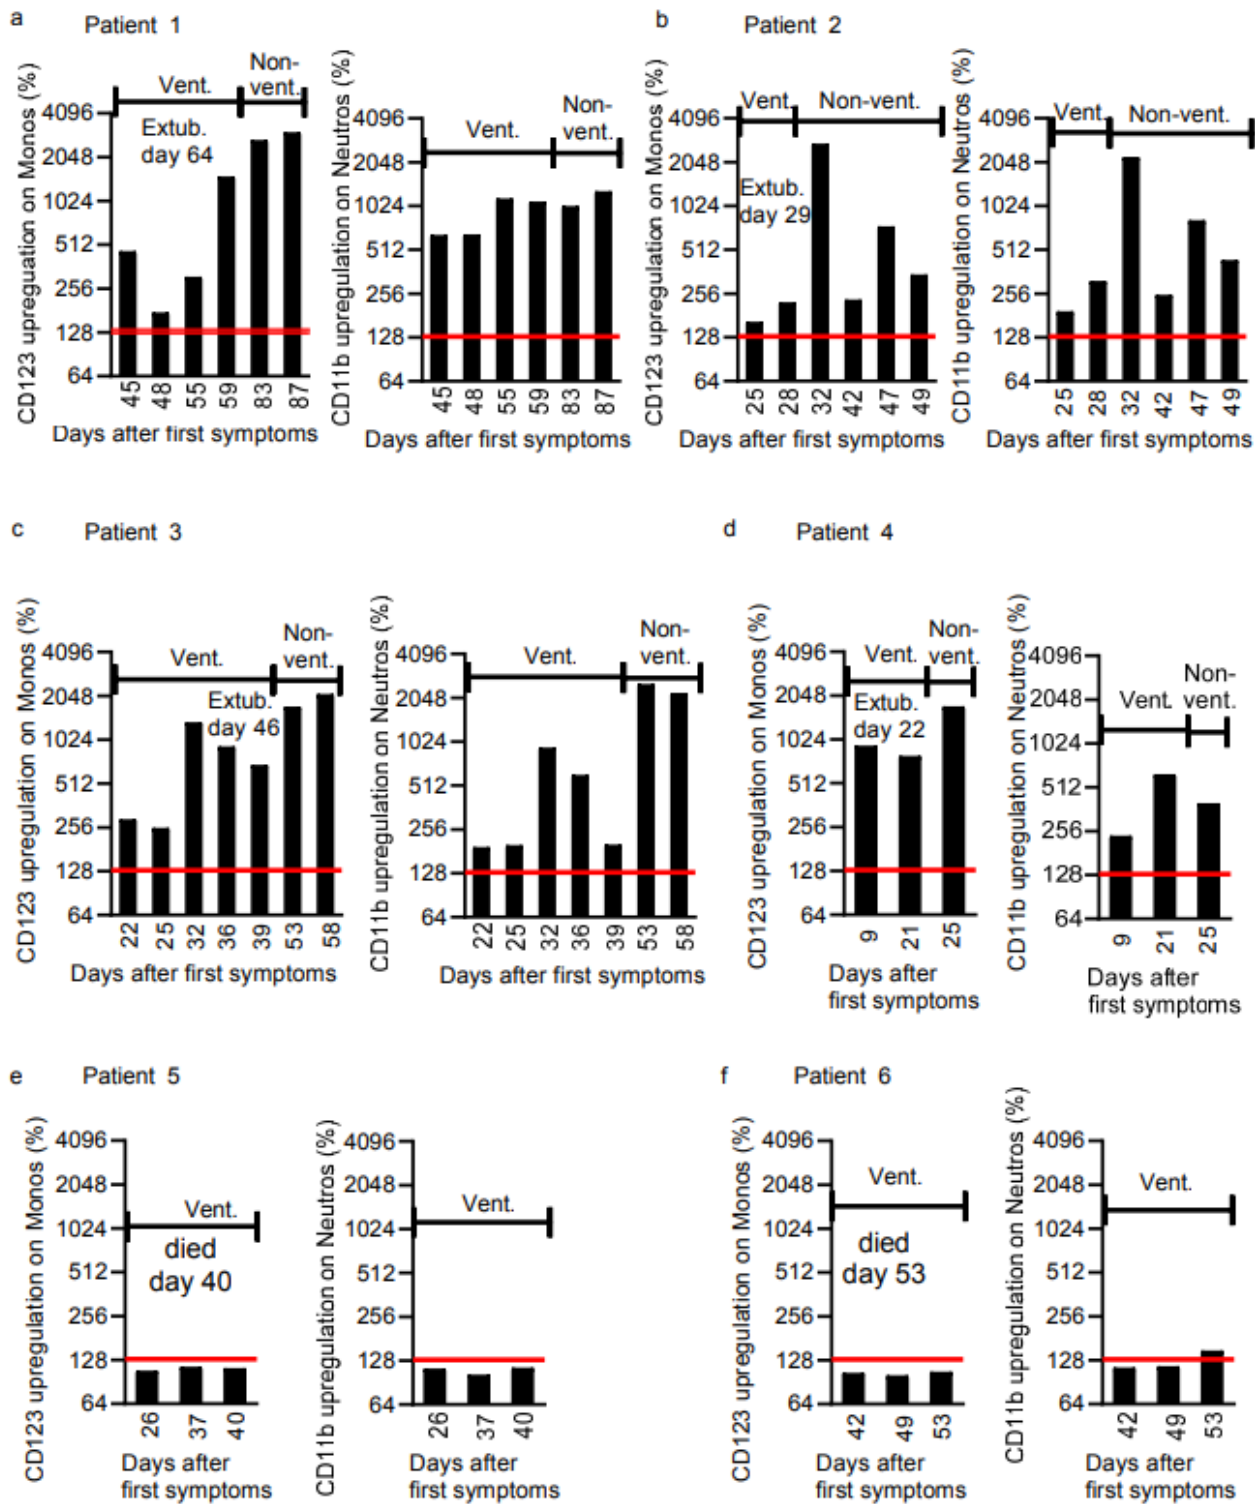 a Patient 1
CD123 upreguation on Monos (%)
4096
2048
1024
512
256
128
64
Vent.
Non-
vent.
Extub.
day 64
45 48 55 59 83 87
Days after first symptoms
CD11b upregulation on Neutros (%)
4096
2048
1024
512
256
128
64
Vent.
Non-
vent.
45 48 55 59 83 87
Days after first symptoms
b Patient 2
CD123 upregulation on Monos (%)
4096
2048
1024
512
256
128
64
Vent. Non-vent.
Extub.
day 29
25 28 32 42 47 49
Days after first symptoms
CD11b upregulation on Neutros (%)
4096
2048
1024
512
256
128
64
Vent. Non-vent.
25 28 32 42 47 49
Days after first symptoms
c Patient 3
CD123 upregulation on Monos (%)
4096
2048
1024
512
256
128
64
Vent.
Non-
vent.
Extub.
day 46
22 25 32 36 39 53 58
Days after first symptoms
CD11b upregulation on Neutros (%)
4096
2048
1024
512
256
128
64
Vent.
Non-
vent.
22 25 32 36 39 53 58
Days after first symptoms
d Patient 4
CD123 upregulation on Monos (%)
4096
2048
1024
512
256
128
64
Vent.
Non-
vent.
Extub.
day 22
9 21 25
Days after
first symptoms
CD11b upregulation on Neutros (%)
4096
2048
1024
512
256
128
64
Vent.
Non-
vent.
9 21 25
Days after
first symptoms
e Patient 5
CD123 upregulation on Monos (%)
4096
2048
1024
512
256
128
64
Vent.
died
day 40
26 37 40
Days after
first symptoms
CD11b upregulation on Neutros (%)
4096
2048
1024
512
256
128
64
Vent.
26 37 40
Days after
first symptoms
f Patient 6
CD123 upregulation on Monos (%)
4096
2048
1024
512
256
128
64
Vent.
died
day 53
42 49 53
Days after
first symptoms
CD11b upregulation on Neutros (%)
4096
2048
1024
512
256
128
64
Vent.
42 49 53
Days after
first symptoms